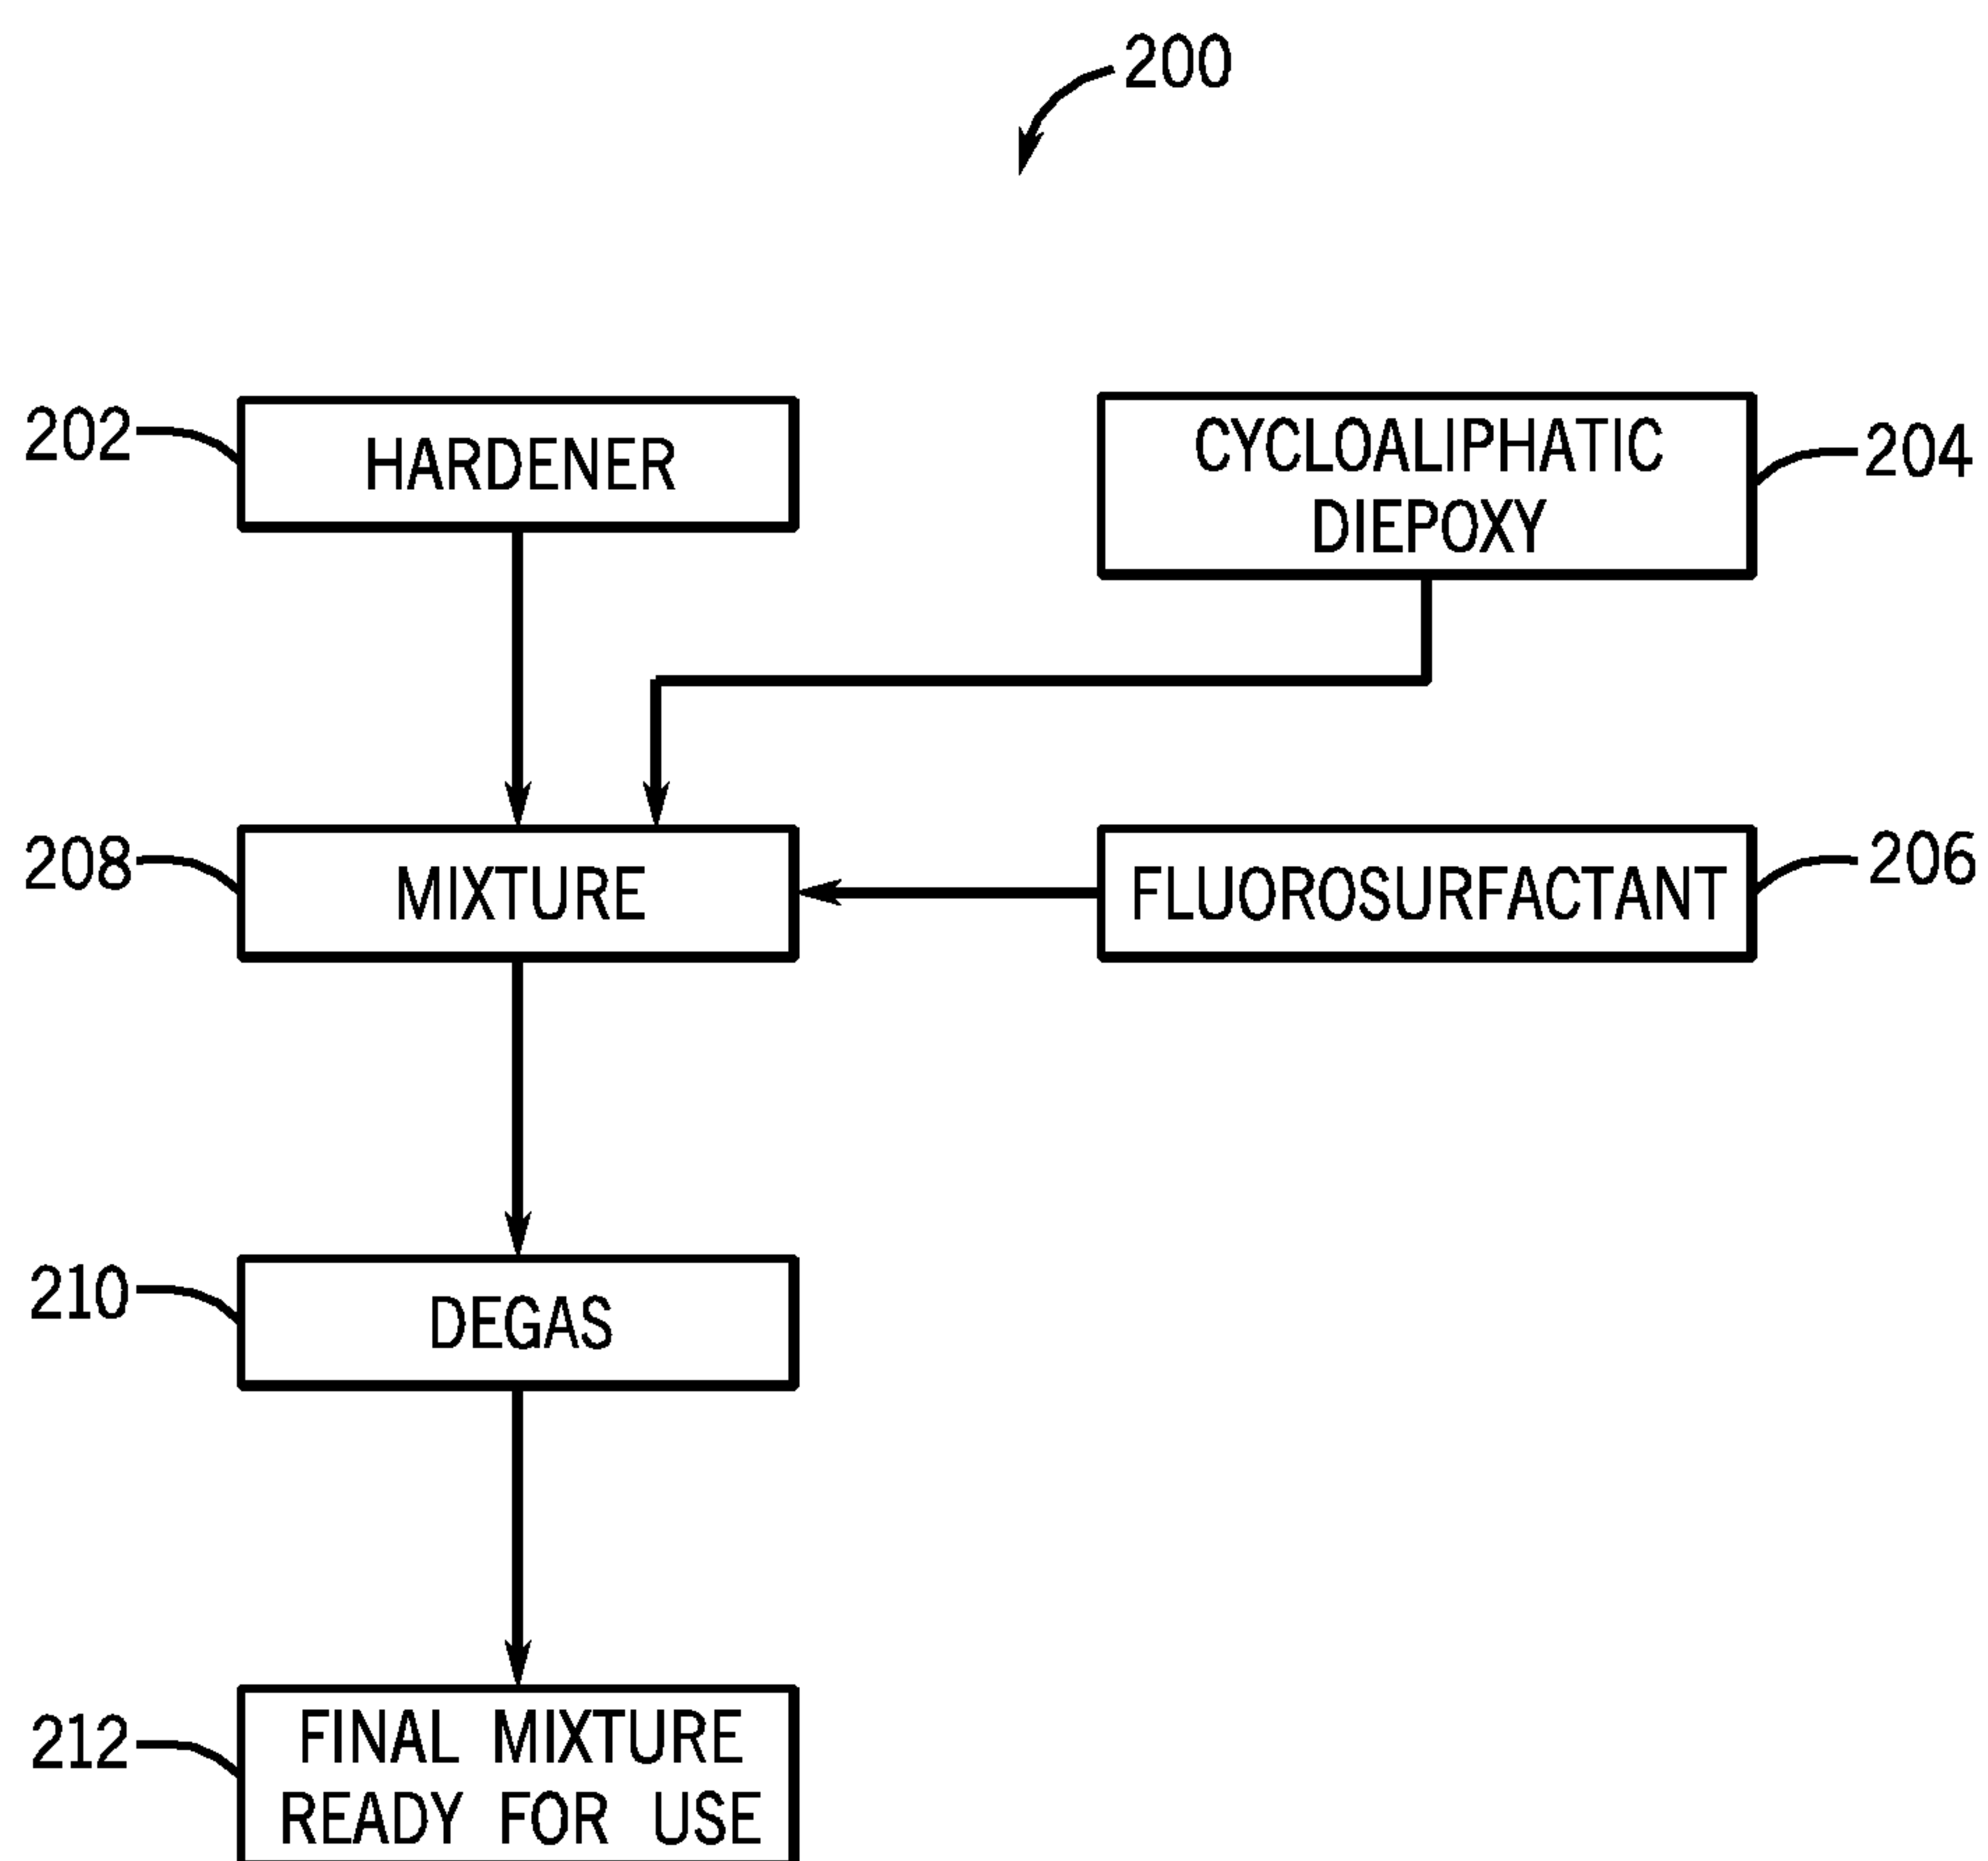 200
202
HARDENER
CYCLOALIPHATIC
DIEPOXY
204
208
MIXTURE
FLUOROSURFACTANT
206
210
DEGAS
212
FINAL MIXTURE
READY FOR USE